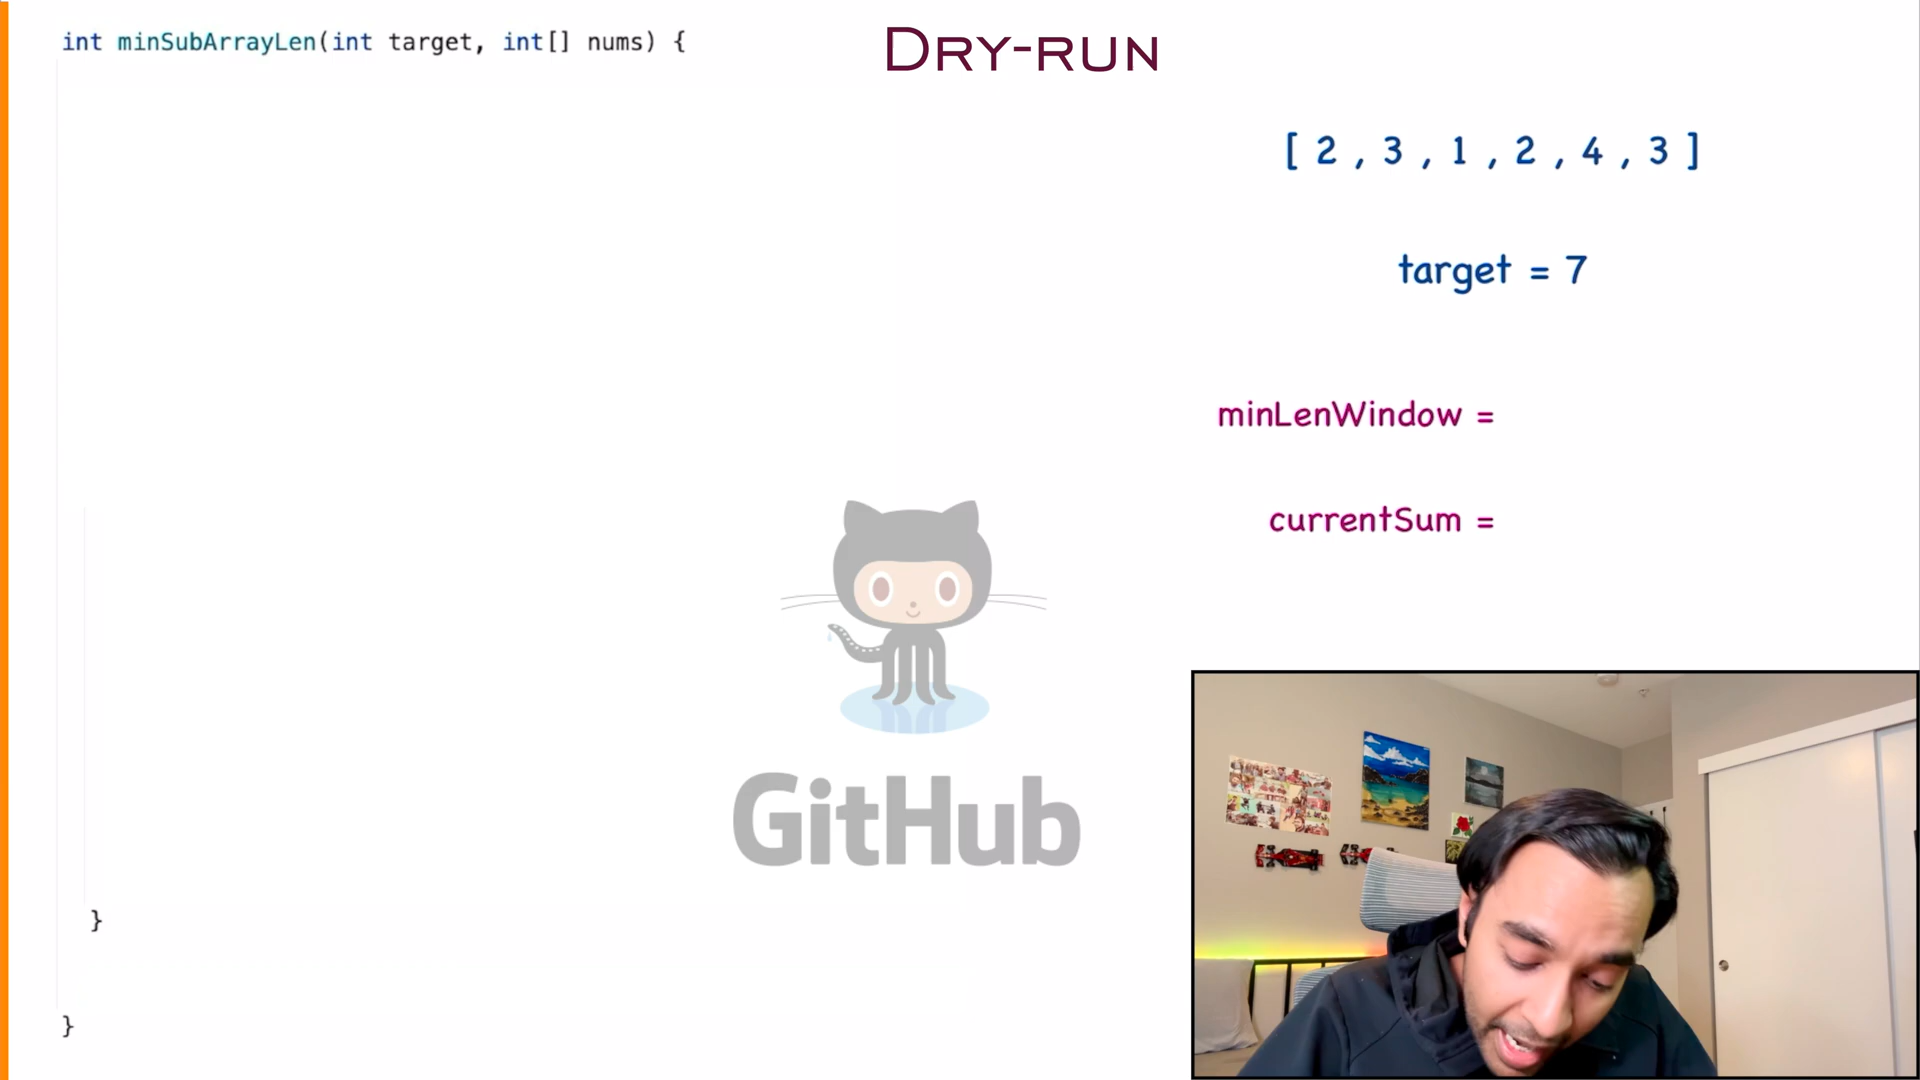 int minSubArrayLen(int target, int[] nums) {
DRY-RUN
[ 2 , 3 , 1 , 2 , 4 , 3 ]
target = 7
minLenWindow =
currentSum =
GitHub
}
}